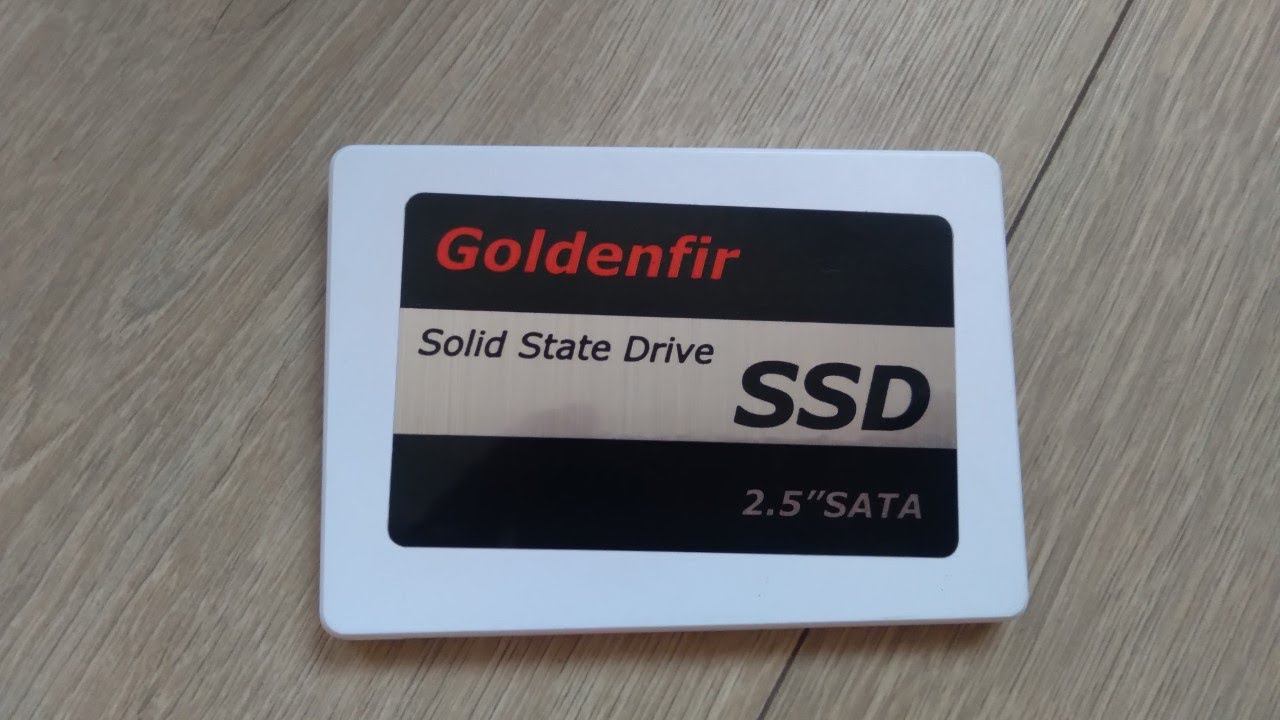 Goldenfir
Solid State Drive
SSD
2.5"SATA